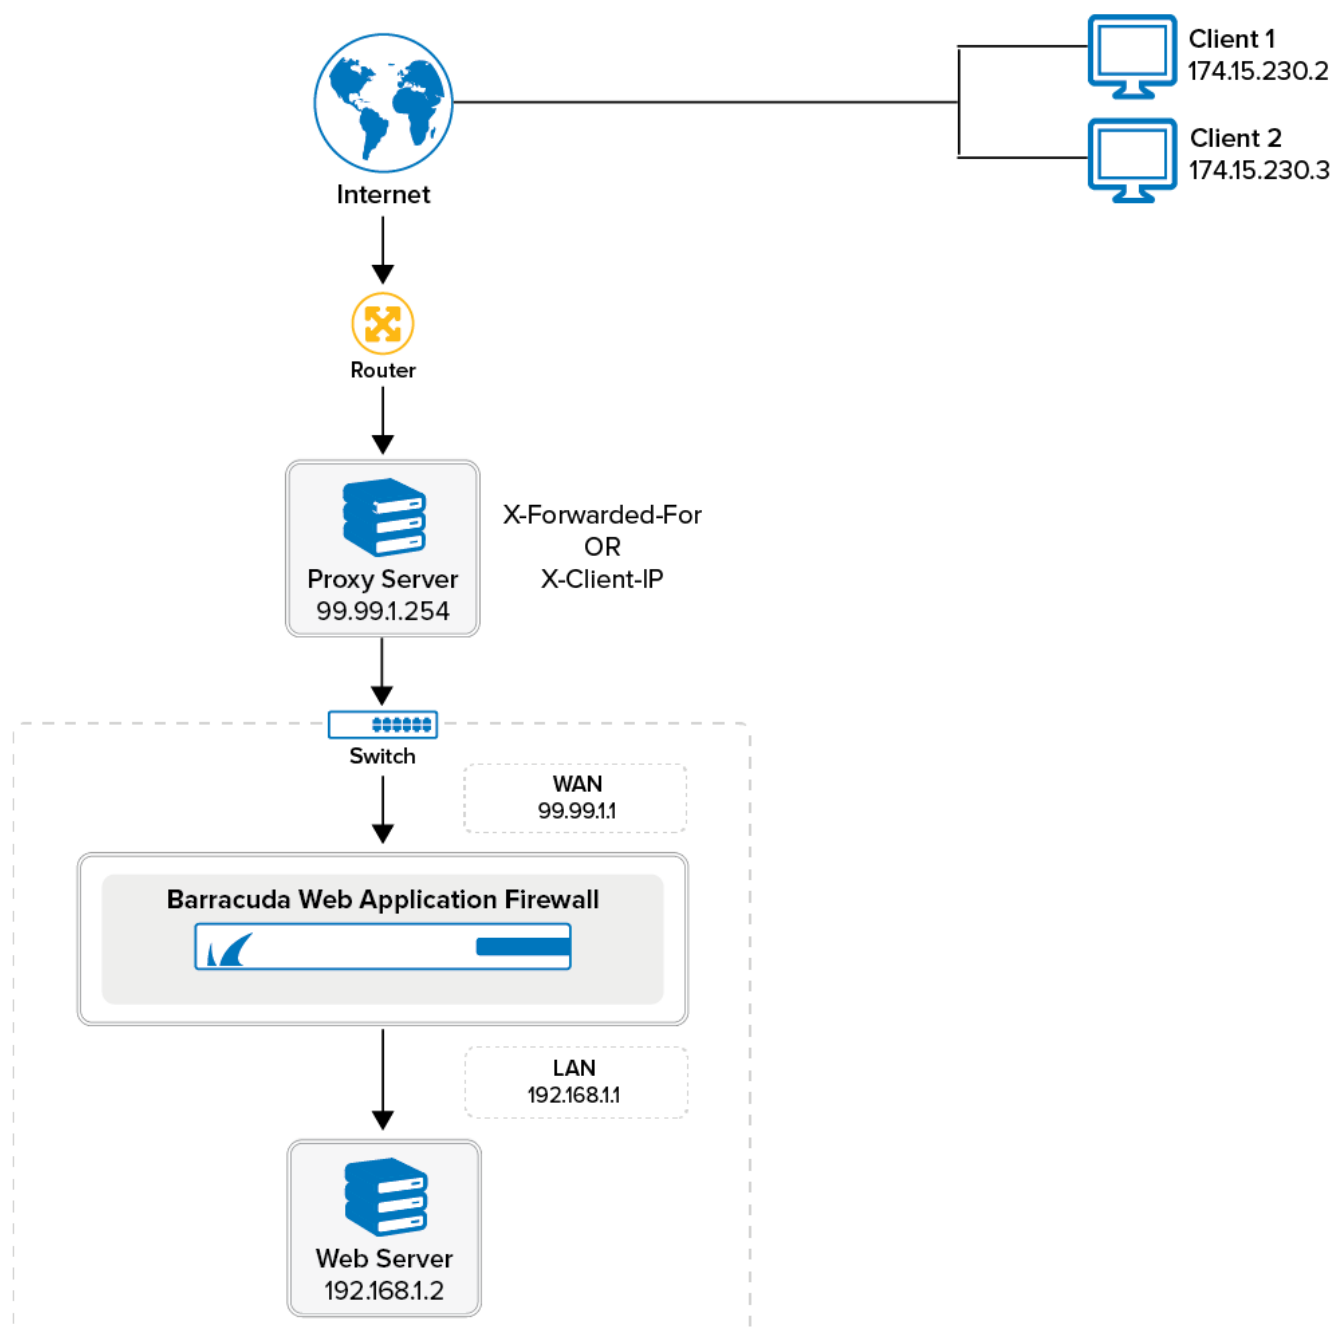 Client 1
174.15.230.2
Client 2
174.15.230.3
Internet
Router
Proxy Server
99.99.1.254
X-Forwarded-For
OR
X-Client-IP
Switch
WAN
99.99.1.1
Barracuda Web Application Firewall
LAN
192.168.1.1
Web Server
192.168.1.2